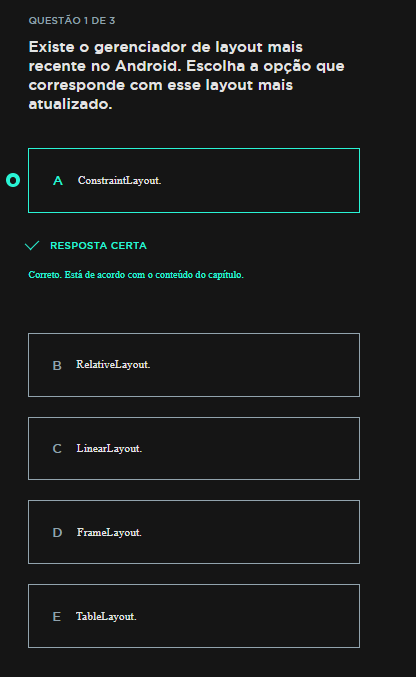 QUESTÃO 1 DE 3
Existe o gerenciador de layout mais
recente no Android. Escolha a opção que
corresponde com esse layout mais
atualizado.
A ConstraintLayout.
RESPOSTA CERTA
Correto. Está de acordo com o conteúdo do capítulo.
B RelativeLayout.
C LinearLayout.
D FrameLayout.
E TableLayout.